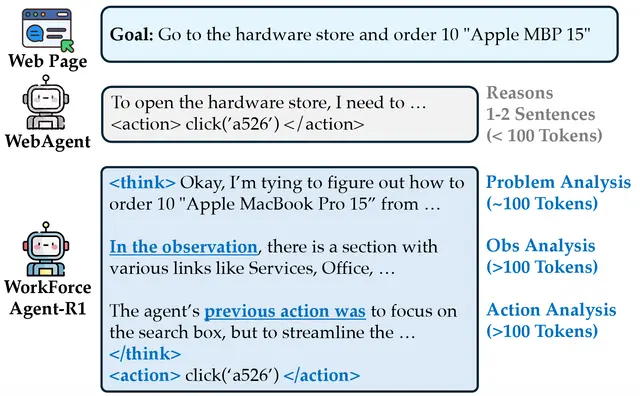 Web Page
Goal: Go to the hardware store and order 10 "Apple MBP 15"
WebAgent
To open the hardware store, I need to …
<action> click('a526') </action>
Reasons
1-2 Sentences
(< 100 Tokens)
WorkForce
Agent-R1
<think> Okay, I'm tying to figure out how to
order 10 "Apple MacBook Pro 15" from …
In the observation, there is a section with
various links like Services, Office, …
The agent's previous action was to focus on
the search box, but to streamline the …
</think>
<action> click('a526') </action>
Problem Analysis
(~100 Tokens)
Obs Analysis
(>100 Tokens)
Action Analysis
(>100 Tokens)